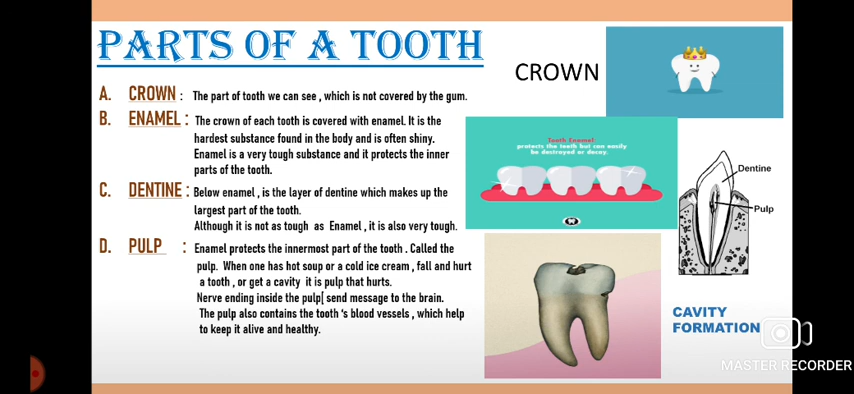 PARTS OF A TOOTH
CROWN
A. CROWN : The part of tooth we can see , which is not covered by the gum.
B. ENAMEL : The crown of each tooth is covered with enamel. It is the
hardest substance found in the body and is often shiny.
Enamel is a very tough substance and it protects the inner
parts of the tooth.
C. DENTINE : Below enamel , is the layer of dentine which makes up the
largest part of the tooth.
Although it is not as tough as Enamel , it is also very tough.
D. PULP : Enamel protects the innermost part of the tooth . Called the
pulp. When one has hot soup or a cold ice cream , fall and hurt
a tooth , or get a cavity it is pulp that hurts.
Nerve ending inside the pulp[ send message to the brain.
The pulp also contains the tooth 's blood vessels , which help
to keep it alive and healthy.
Tooth Enamel
protects the teeth but can easily
be destroyed or decay.
Dentine
Pulp
CAVITY
FORMATION
MASTER RECORDER